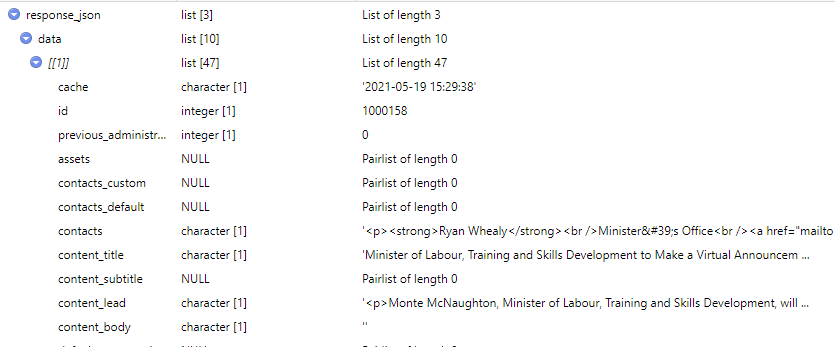 response_json list [3] List of length 3
data list [10] List of length 10
[[1]] list [47] List of length 47
cache character [1] '2021-05-19 15:29:38'
id integer [1] 1000158
previous_administr... integer [1] 0
assets NULL Pairlist of length 0
contacts_custom NULL Pairlist of length 0
contacts_default NULL Pairlist of length 0
contacts character [1] '<p><strong>Ryan Whealy</strong><br />Minister&#39;s Office<br /><a href="mailto
content_title character [1] 'Minister of Labour, Training and Skills Development to Make a Virtual Announcem ...
content_subtitle NULL Pairlist of length 0
content_lead character [1] '<p>Monte McNaughton, Minister of Labour, Training and Skills Development, will ...
content_body character [1] ''